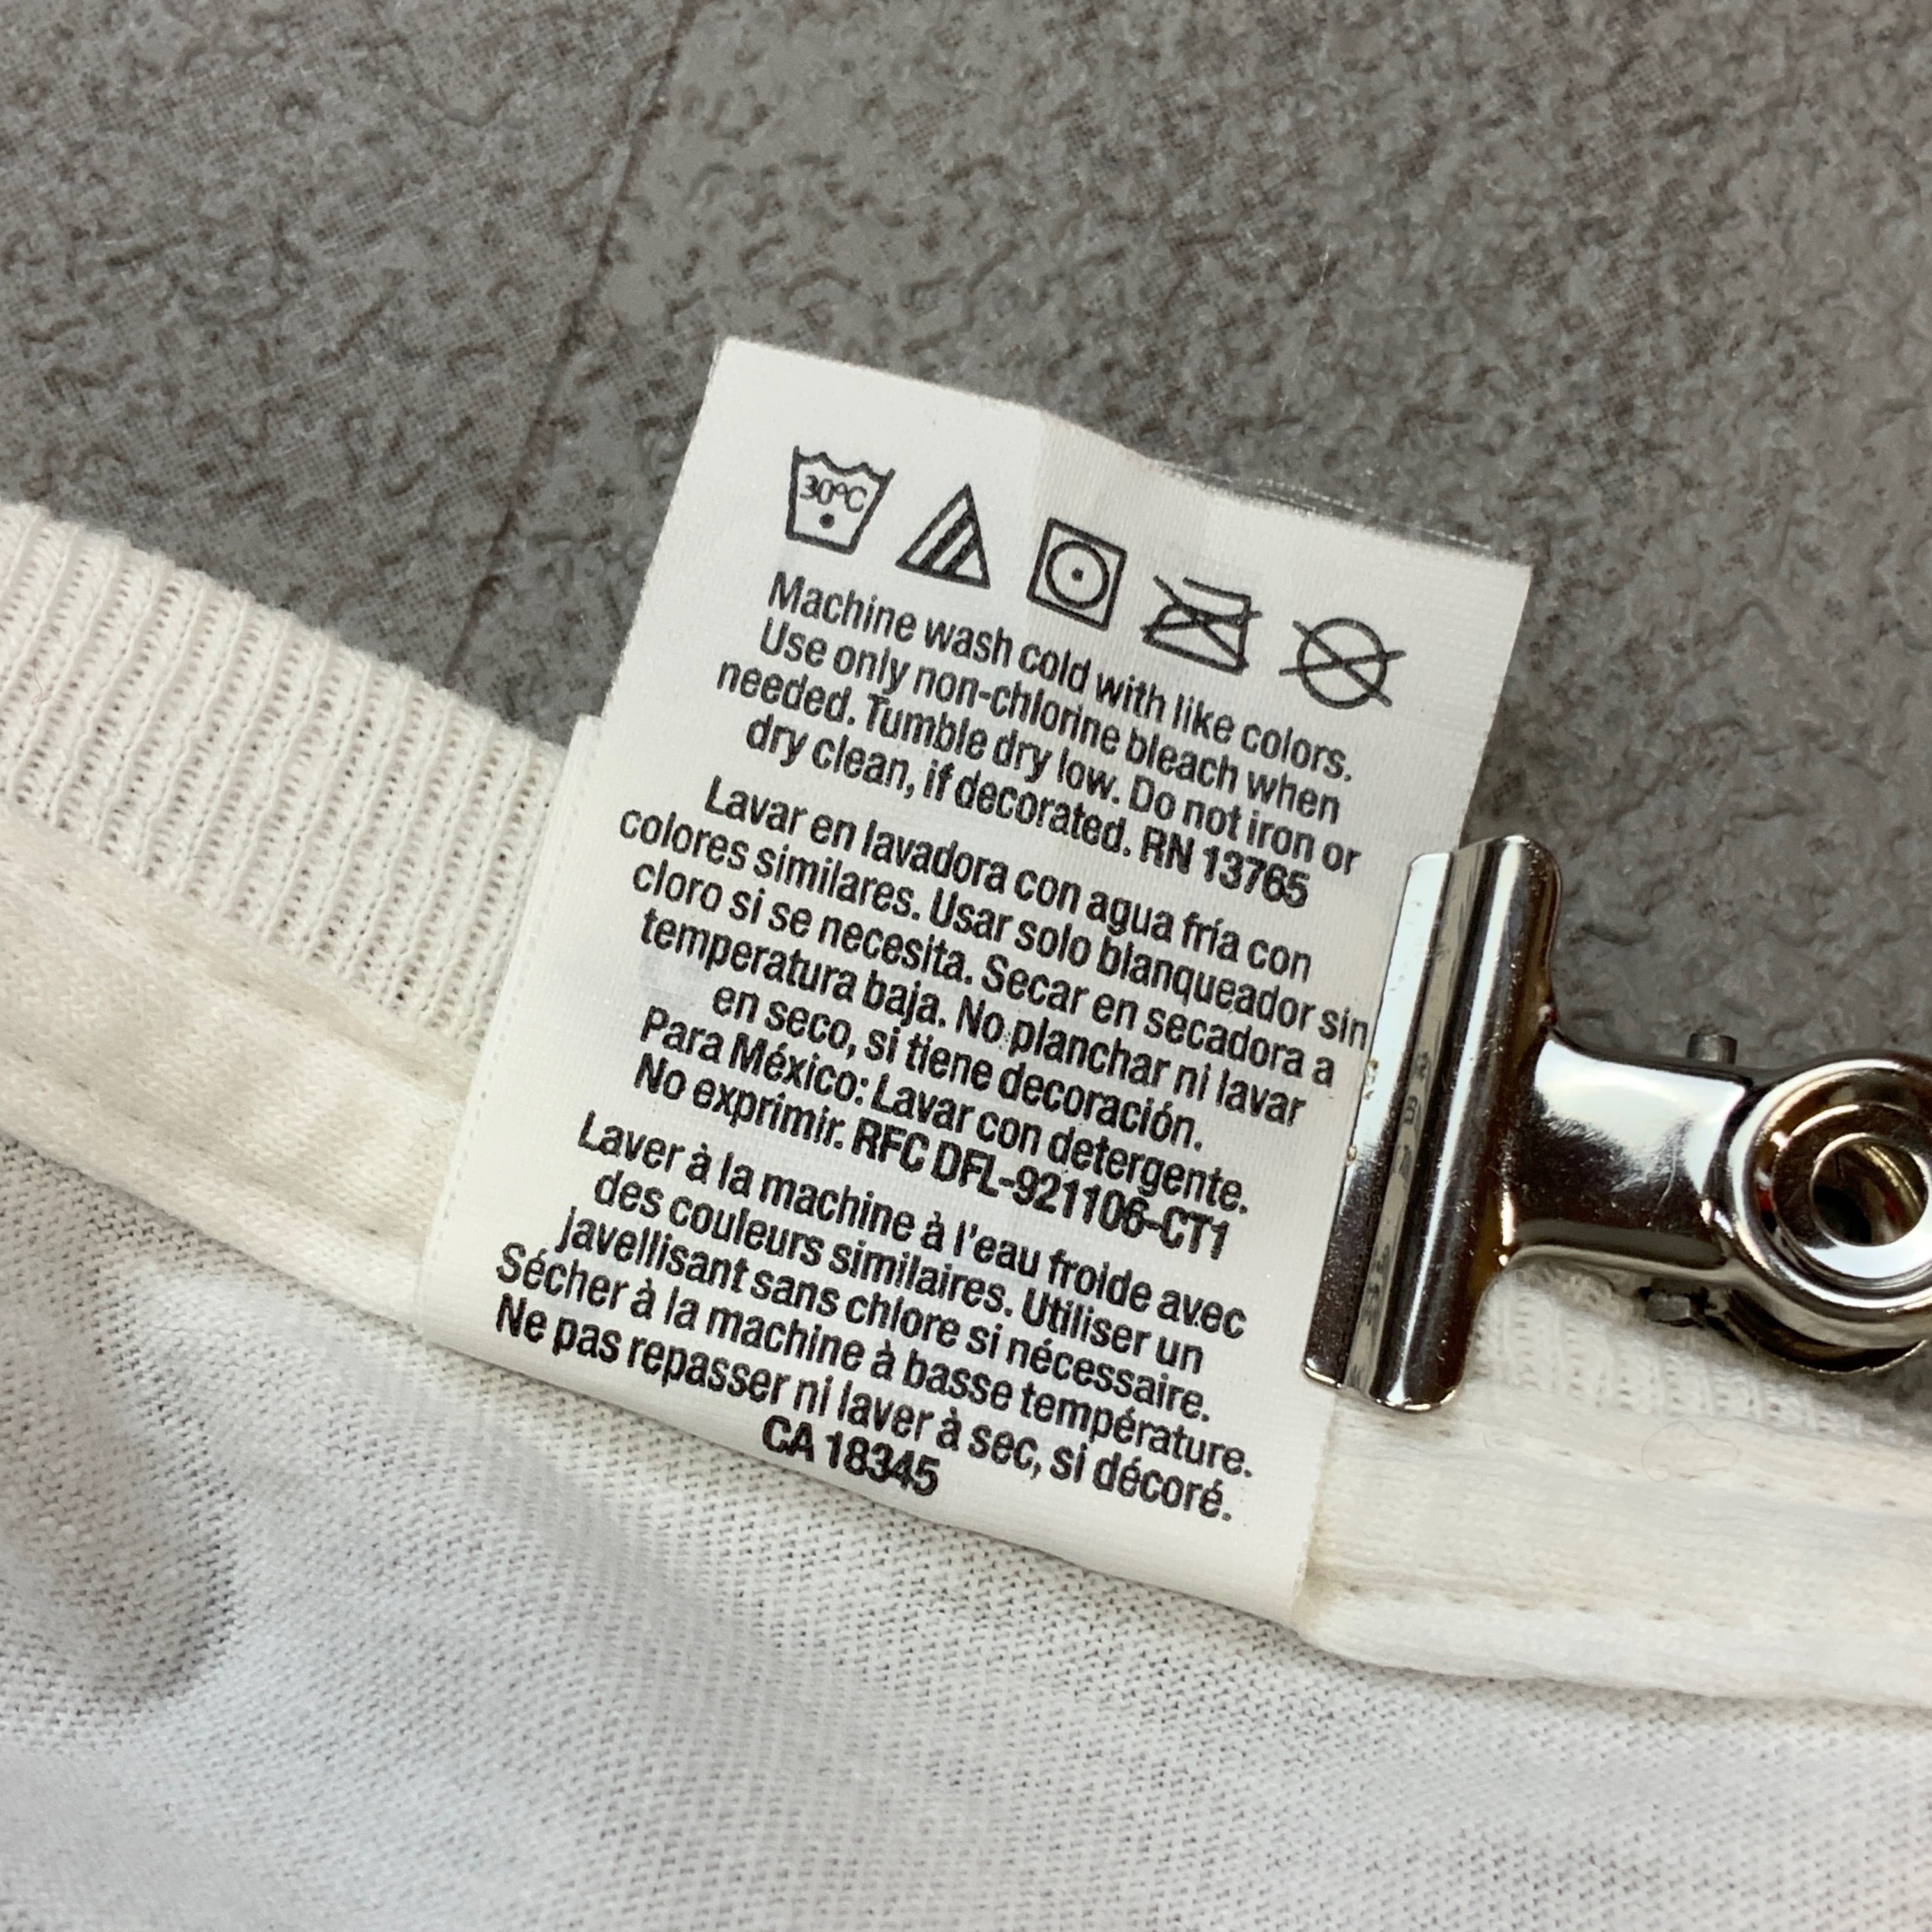 30ºC
Machine wash cold with like colors.
Use only non-chlorine bleach when
needed. Tumble dry low. Do not iron or
dry clean, if decorated. RN 13765
Lavar en lavadora con agua fría con
colores similares. Usar solo blanqueador sin
cloro si se necesita. Secar en secadora a
temperatura baja. No planchar ni lavar
en seco, si tiene decoración.
Para México: Lavar con detergente.
No exprimir. RFC DFL-921106-CT1
Laver à la machine à l'eau froide avec
des couleurs similaires. Utiliser un
javellisant sans chlore si nécessaire.
Sécher à la machine à basse température.
Ne pas repasser ni laver à sec, si décoré.
CA 18345